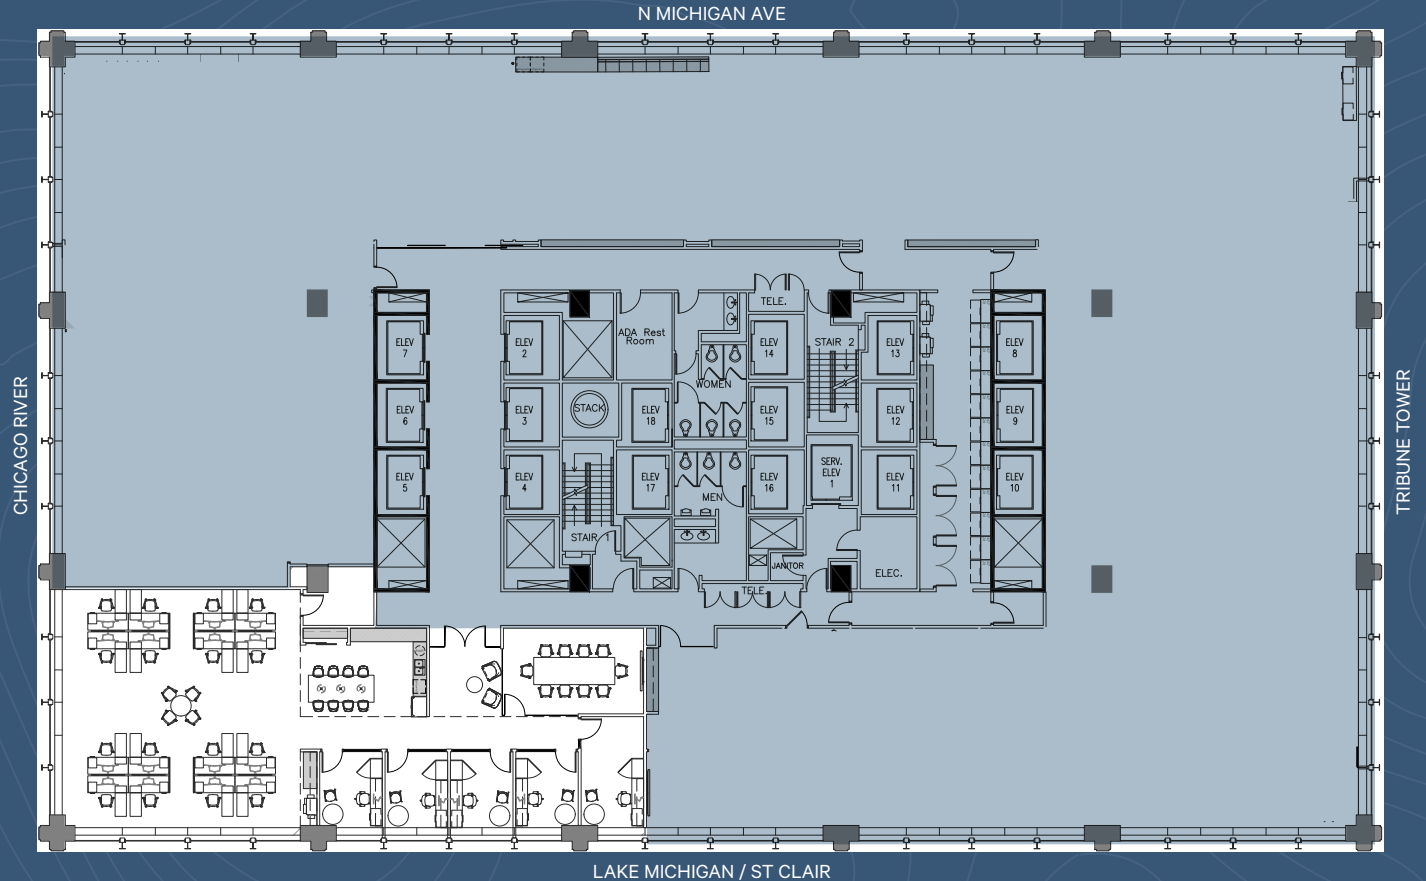 N MICHIGAN AVE
CHICAGO RIVER
TRIBUNE TOWER
TELE.
ADA Rest
Room
STAIR 2
ELEV
7
ELEV
2
ELEV
14
ELEV
13
ELEV
8
WOMEN
ELEV
6
ELEV
3
STACK
ELEV
18
ELEV
15
ELEV
12
ELEV
9
ELEV
5
ELEV
4
ELEV
17
ELEV
16
SERV.
ELEV
1
ELEV
11
ELEV
10
MEN
STAIR 1
JANITOR
ELEC.
TELE.
LAKE MICHIGAN / ST CLAIR